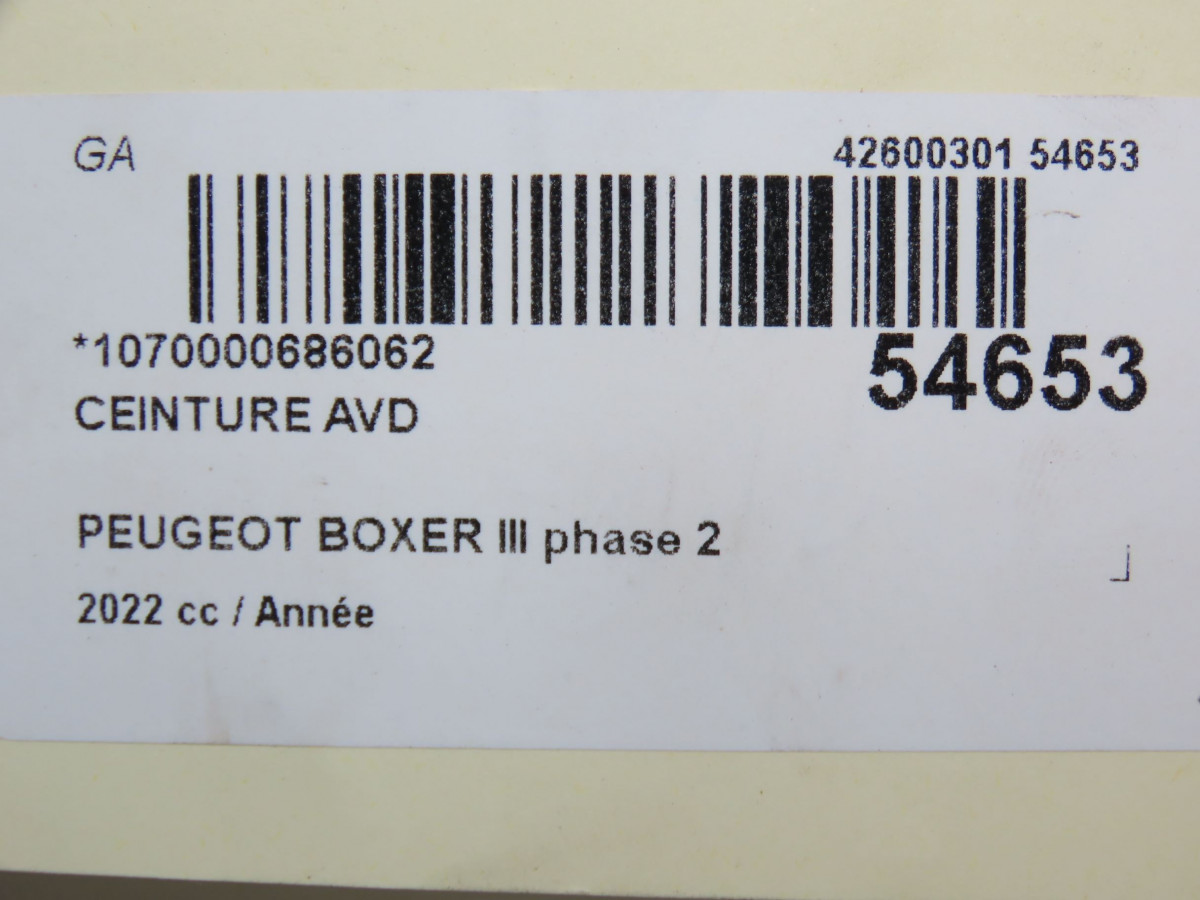 GA
42600301 54653
*1070000686062
54653
CEINTURE AVD
PEUGEOT BOXER III phase 2
2022 cc / Année